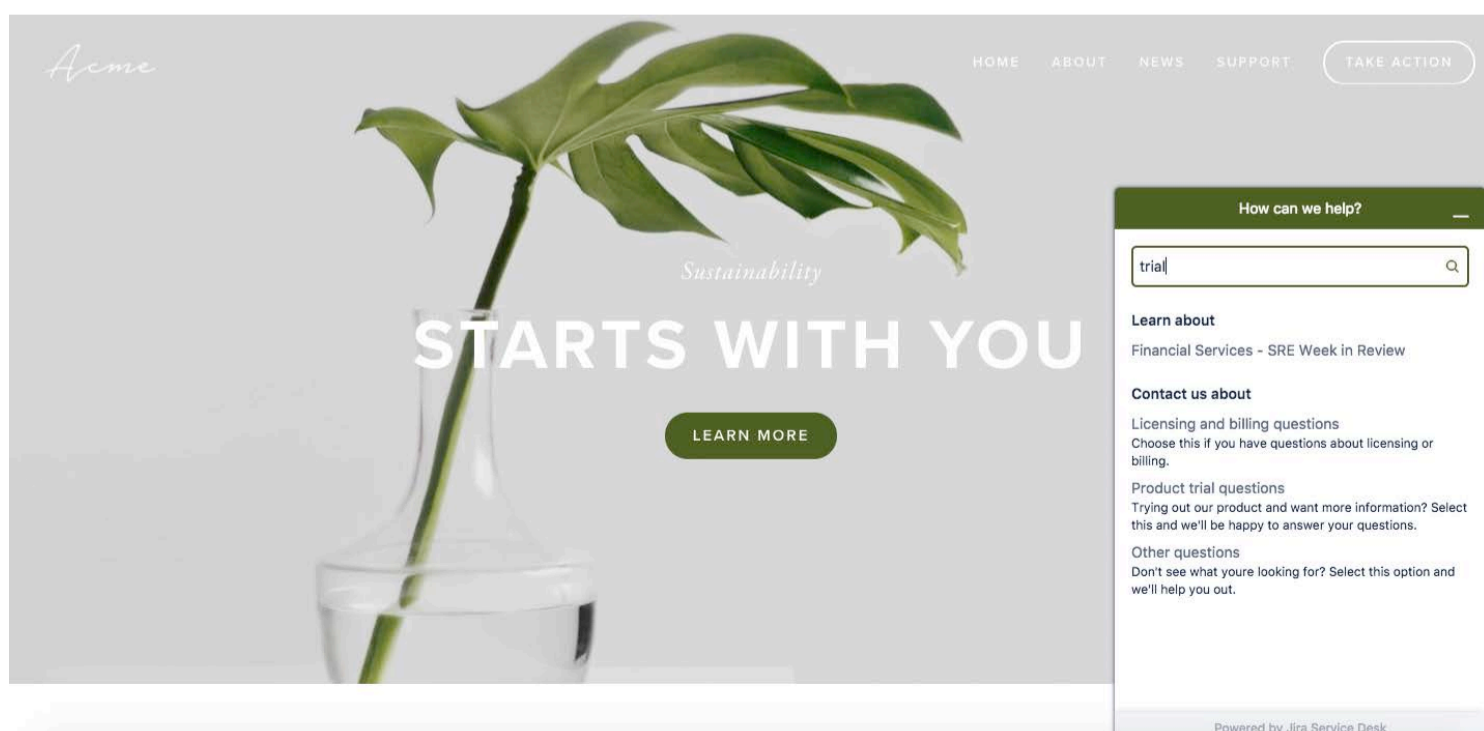 Acme
HOME ABOUT NEWS SUPPORT TAKE ACTION
Sustainability
STARTS WITH YOU
LEARN MORE
How can we help?
trial
Learn about
Financial Services - SRE Week in Review
Contact us about
Licensing and billing questions
Choose this if you have questions about licensing or
billing.
Product trial questions
Trying out our product and want more information? Select
this and we'll be happy to answer your questions.
Other questions
Don't see what youre looking for? Select this option and
we'll help you out.
Powered by Jira Service Desk